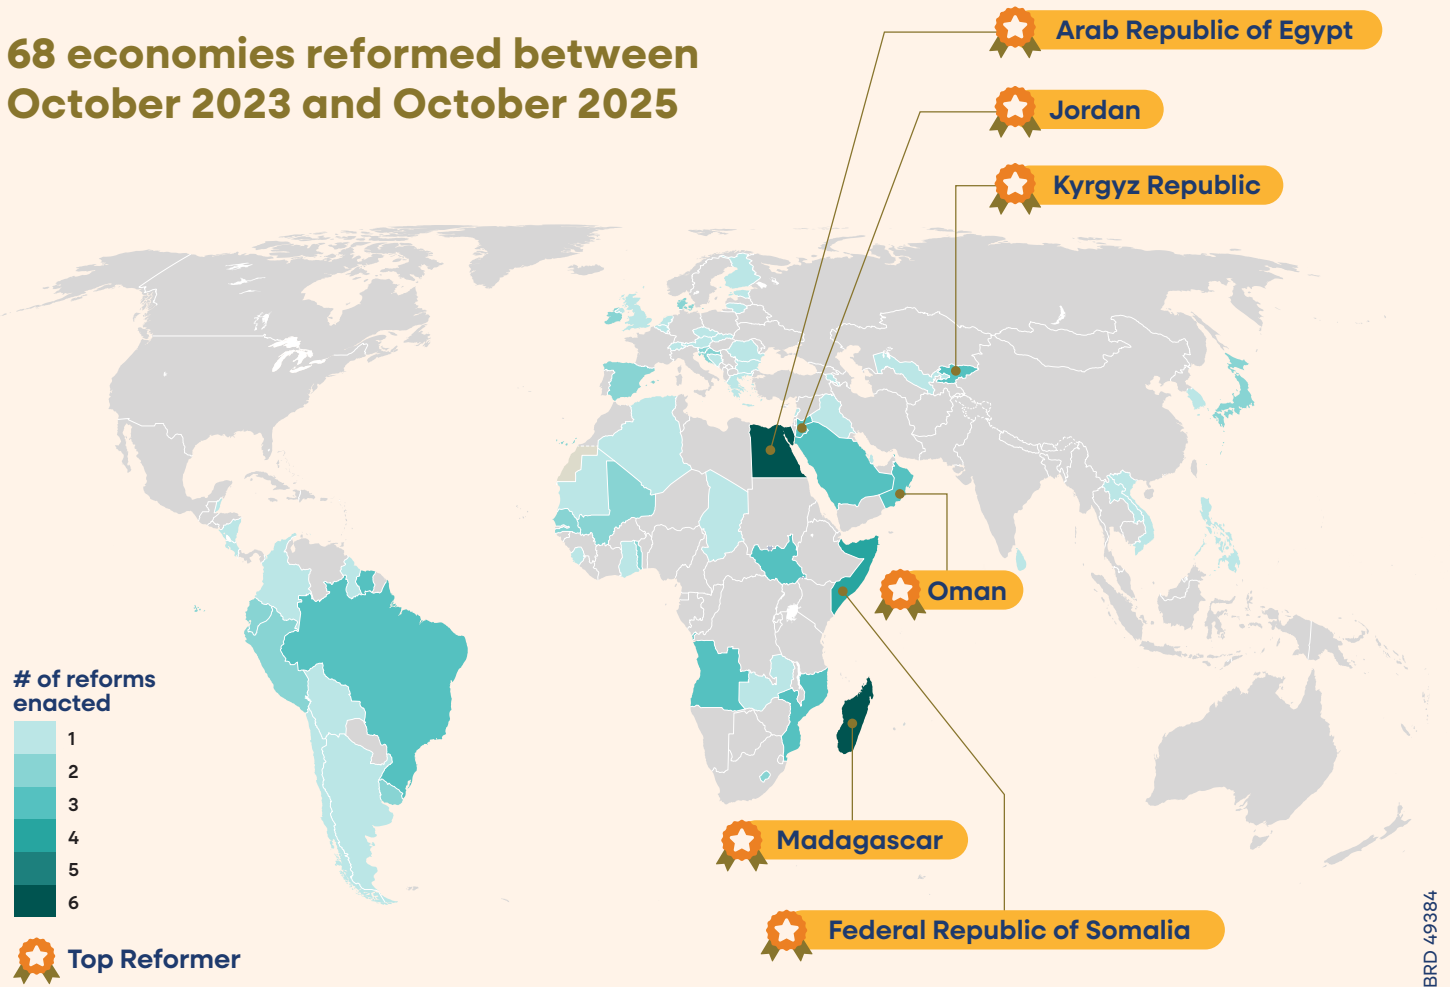 68 economies reformed between
October 2023 and October 2025
Arab Republic of Egypt
Jordan
Kyrgyz Republic
Oman
Madagascar
Federal Republic of Somalia
# of reforms
enacted
1
2
3
4
5
6
Top Reformer
BRD 49384